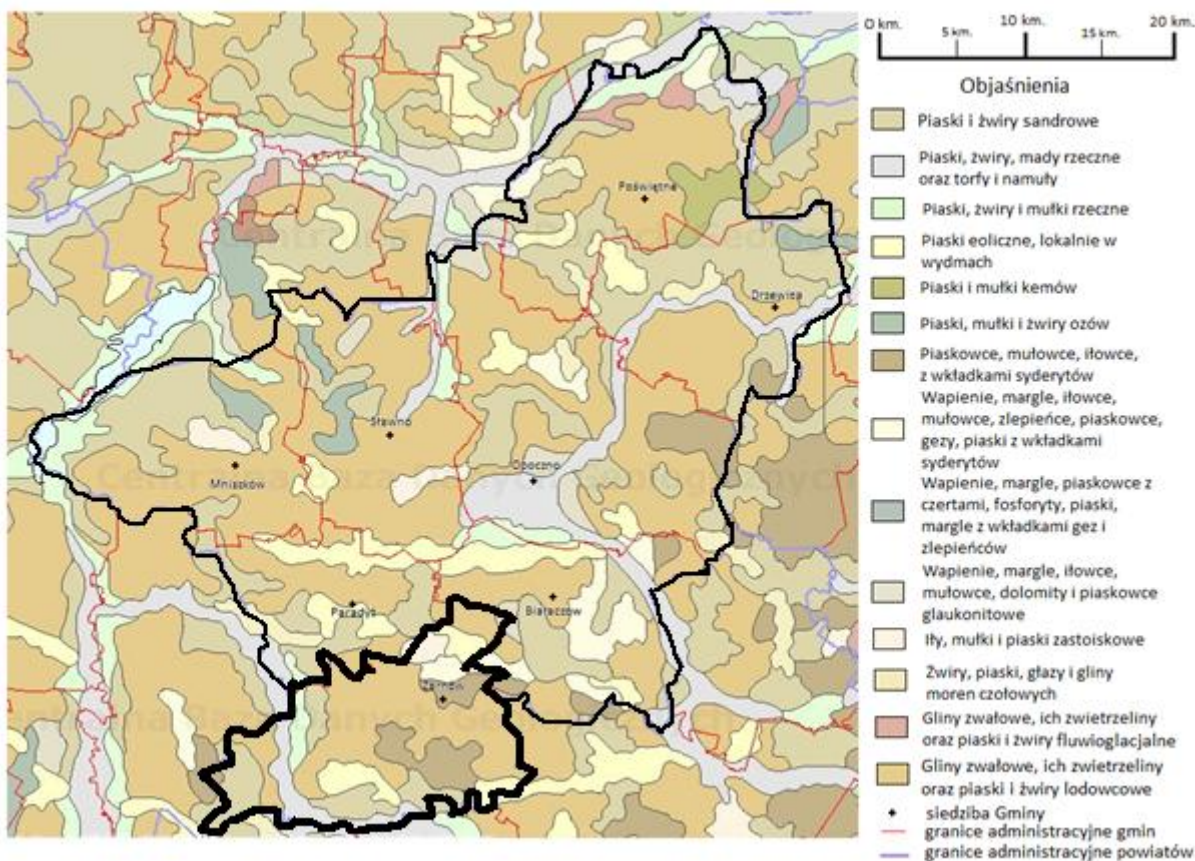 0 km.
5 km.
10 km.
15 km.
20 km.
Objaśnienia
Piaski i żwiry sandrowe
Piaski, żwiry, mady rzeczne
oraz torfy i namuły
Piaski, żwiry i mułki rzeczne
Piaski eoliczne, lokalnie w
wydmach
Piaski i mułki kemów
Piaski, mułki i żwiry ozów
Piaskowce, mułowce, iłowce,
z wkładkami syderytów
Wapienie, margle, iłowce,
mułowce, zlepieńce, piaskowce,
gezy, piaski z wkładkami
syderytów
Wapienie, margle, piaskowce z
czertami, fosforyty, piaski,
margle z wkładkami gez i
zlepieńców
Wapienie, margle, iłowce,
mułowce, dolomity i piaskowce
glaukonitowe
Iły, mułki i piaski zastoiskowe
Żwiry, piaski, głazy i gliny
moren czołowych
Gliny zwałowe, ich zwietrzeliny
oraz piaski i żwiry fluwioglacjalne
Gliny zwałowe, ich zwietrzeliny
oraz piaski i żwiry lodowcowe
siedziba Gminy
granice administracyjne gmin
granice administracyjne powiatów
Poświętne
Drzewica
Sławno
Opoczno
Mniszków
Białaczów
Żarnów